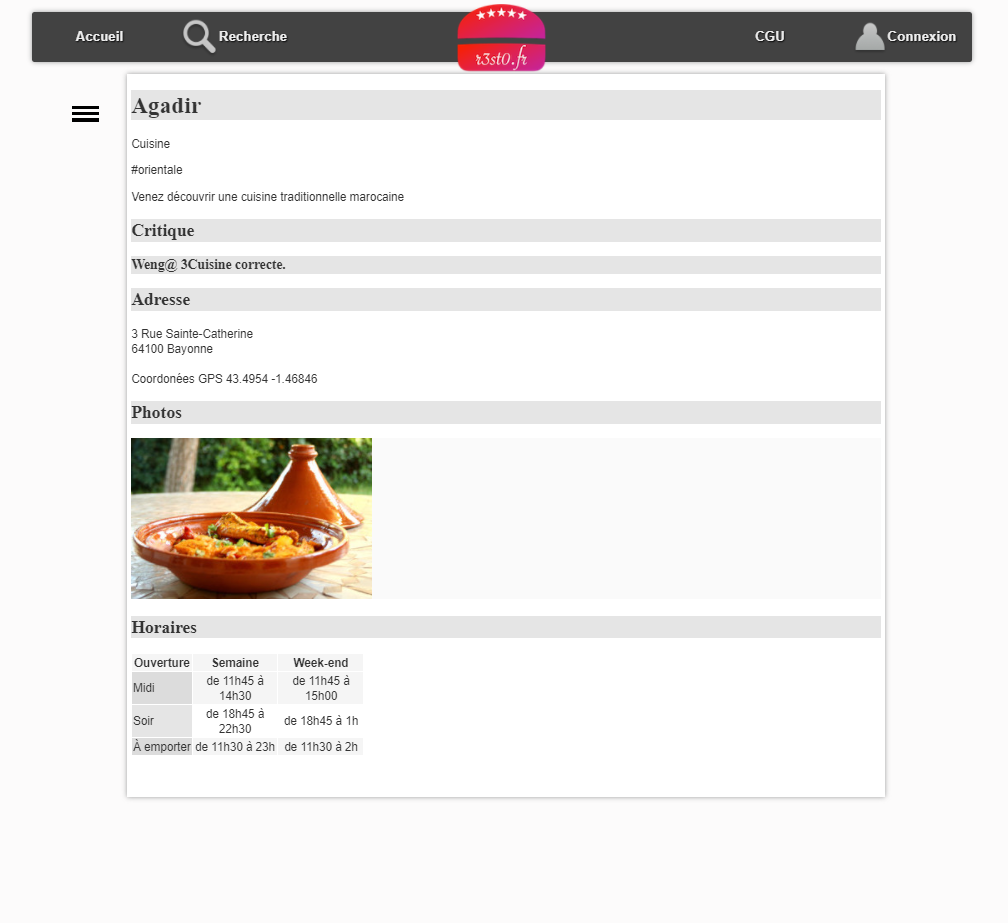 Accueil
Recherche
r3st0.fr
CGU
Connexion
Agadir
Cuisine
#orientale
Venez découvrir une cuisine traditionnelle marocaine
Critique
Weng@ 3Cuisine correcte.
Adresse
3 Rue Sainte-Catherine
64100 Bayonne
Coordonées GPS 43.4954 -1.46846
Photos
Horaires
Ouverture Semaine Week-end
Midi de 11h45 à 14h30 de 11h45 à 15h00
Soir de 18h45 à 22h30 de 18h45 à 1h
À emporter de 11h30 à 23h de 11h30 à 2h